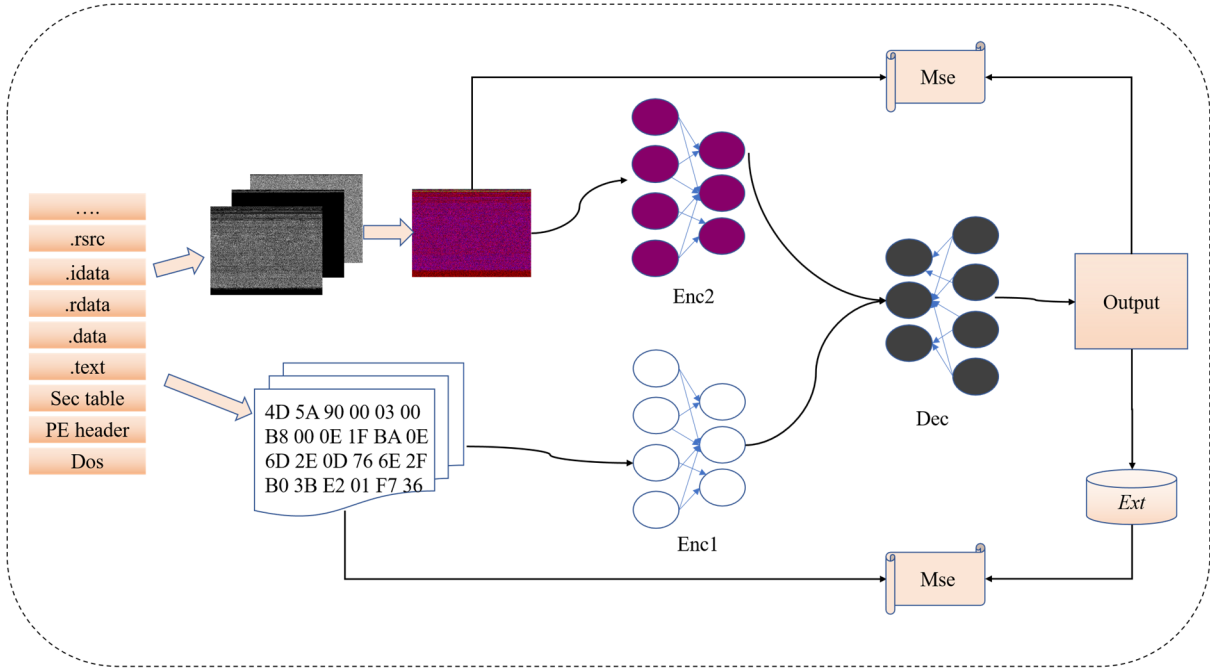 ….
.rsrc
.idata
.rdata
.data
.text
Sec table
PE header
Dos
4D 5A 90 00 03 00
B8 00 0E 1F BA 0E
6D 2E 0D 76 6E 2F
B0 3B E2 01 F7 36
Enc2
Enc1
Dec
Mse
Output
Ext
Mse